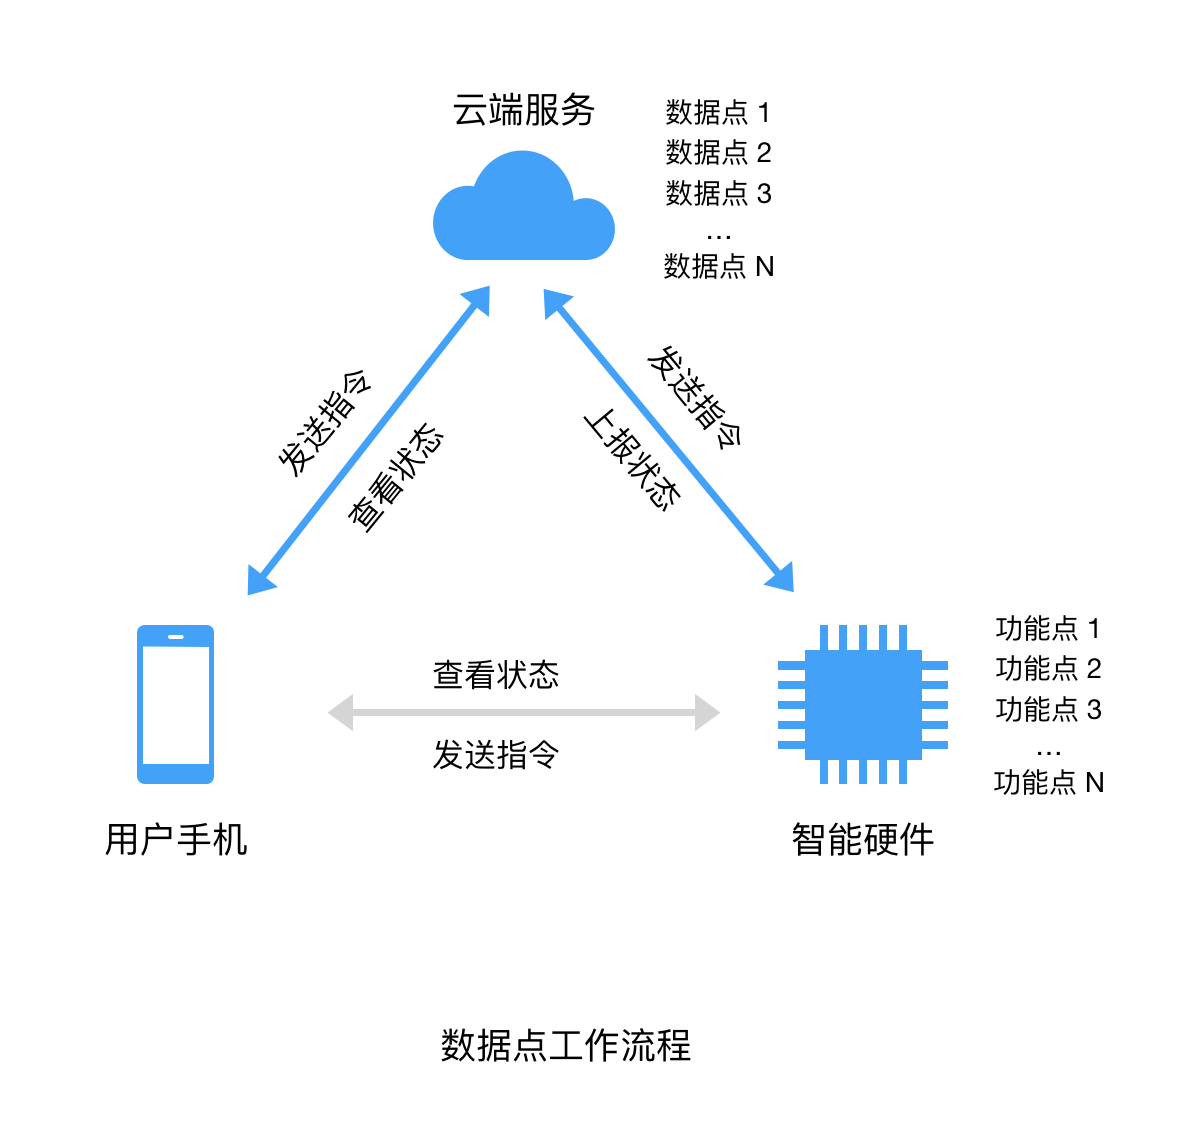 云端服务
数据点 1
数据点 2
数据点 3
...
数据点 N
发送指令
查看状态
发送指令
上报状态
查看状态
发送指令
功能点 1
功能点 2
功能点 3
...
功能点 N
用户手机
智能硬件
数据点工作流程